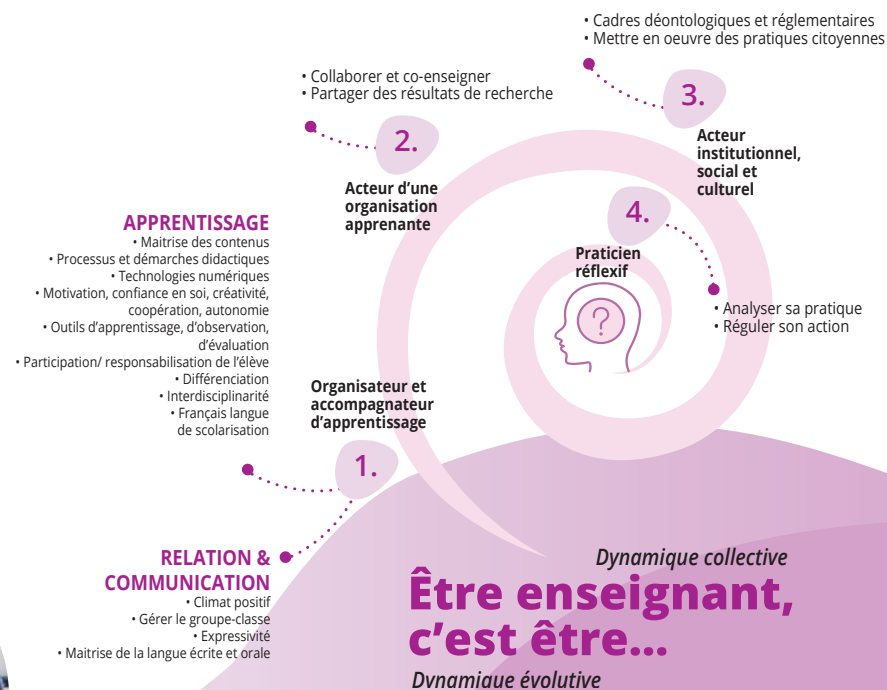 • Cadres déontologiques et réglementaires
• Mettre en oeuvre des pratiques citoyennes
3.
Acteur
institutionnel,
social et
culturel
• Collaborer et co-enseigner
• Partager des résultats de recherche
2.
Acteur d’une
organisation
apprenante
4.
Praticien
réflexif
?
• Analyser sa pratique
• Réguler son action
APPRENTISSAGE
• Maitrise des contenus
• Processus et démarches didactiques
• Technologies numériques
• Motivation, confiance en soi, créativité,
coopération, autonomie
• Outils d’apprentissage, d’observation,
d’évaluation
• Participation/ responsabilisation de l’élève
• Différenciation
• Interdisciplinarité
• Français langue
de scolarisation
Organisateur et
accompagnateur
d’apprentissage
1.
RELATION &
COMMUNICATION
• Climat positif
• Gérer le groupe-classe
• Expressivité
• Maitrise de la langue écrite et orale
Dynamique collective
Être enseignant,
c’est être...
Dynamique évolutive